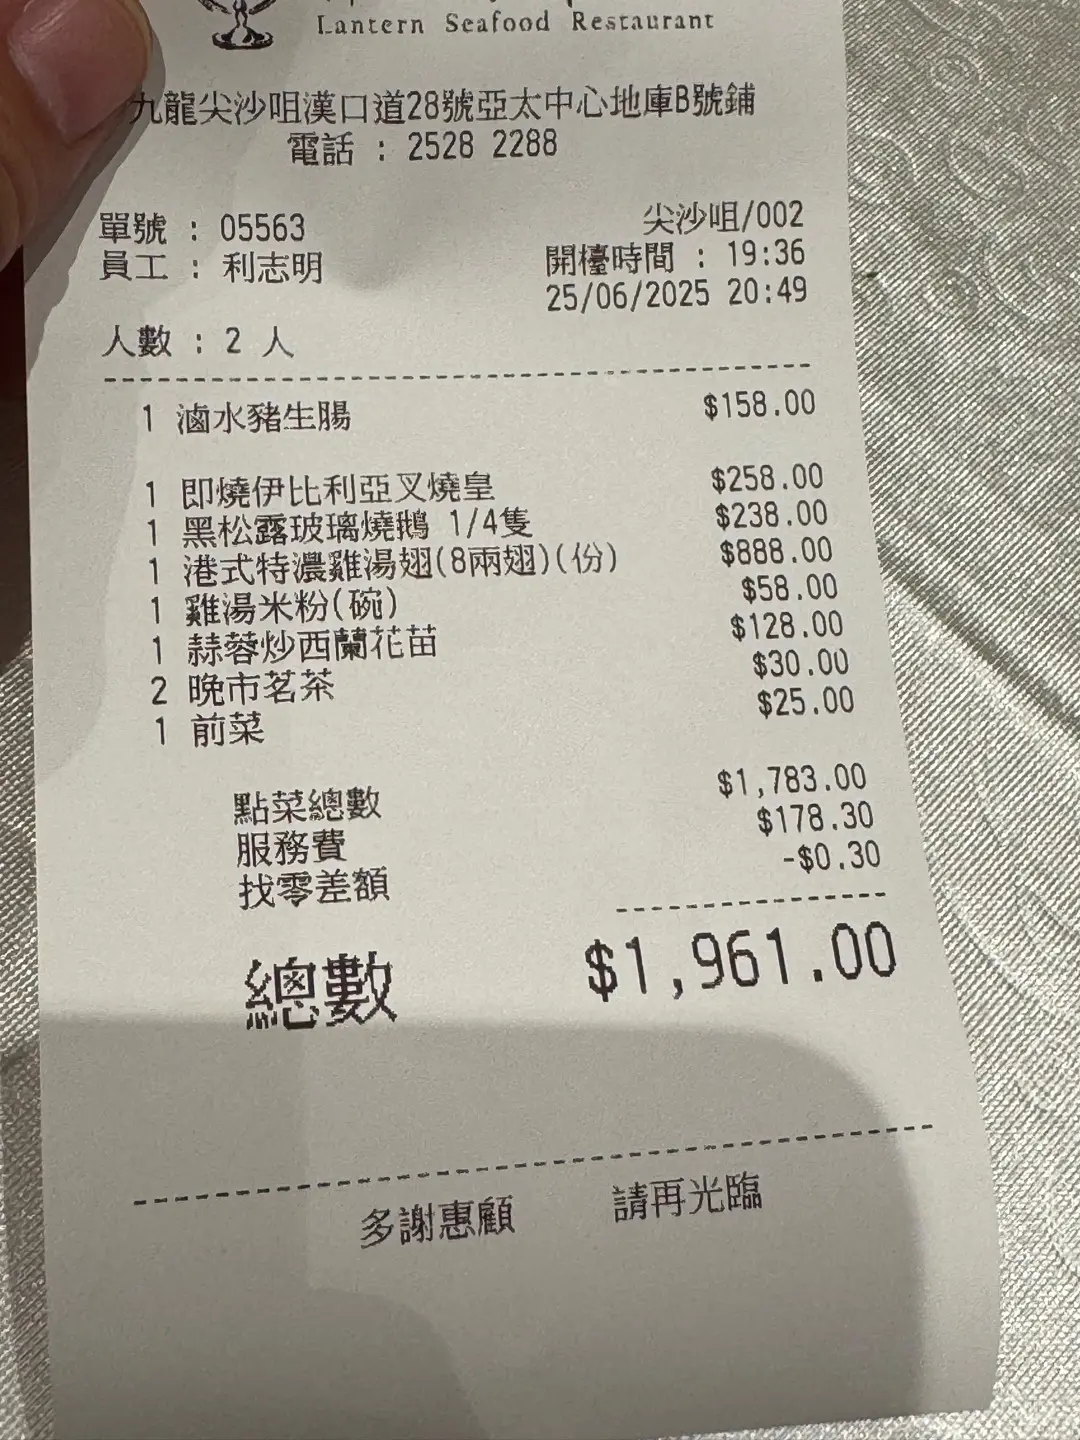 Lantern Seafood Restaurant
九龍尖沙咀漢口道28號亞太中心地庫B號鋪
電話 : 2528 2288
單號 : 05563 尖沙咀/002
員工 : 利志明 開檯時間 : 19:36
25/06/2025 20:49
人數 : 2 人
1 滷水豬生腸 $158.00
1 即燒伊比利亞叉燒皇 $258.00
1 黑松露玻璃燒鵝 1/4隻 $238.00
1 港式特濃雞湯翅(8兩翅)(份) $888.00
1 雞湯米粉(碗) $58.00
1 蒜蓉炒西蘭花苗 $128.00
2 晚市茗茶 $30.00
1 前菜 $25.00
點菜總數 $1,783.00
服務費 $178.30
找零差額 -$0.30
總數 $1,961.00
多謝惠顧 請再光臨